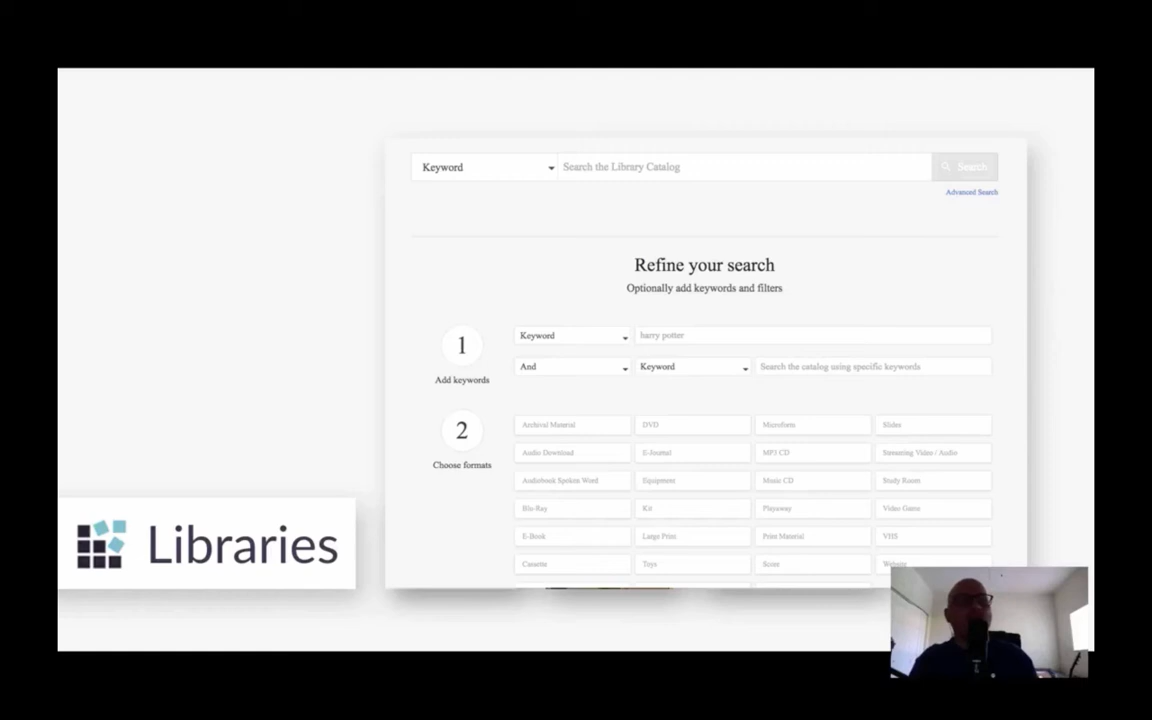 Keyword Search the Library Catalog Search
Advanced Search
Refine your search
Optionally add keywords and filters
1 Keyword harry potter
Add keywords And Keyword Search the catalog using specific keywords
2 Archival Material DVD Microform Slides
Choose formats Audio Download E-Journal MP3 CD Streaming Video / Audio
Audiobook Spoken Word Equipment Music CD Study Room
Blu-Ray Kit Playaway Video Game
E-Book Large Print Print Material VHS
Cassette Toys Score Website
Libraries